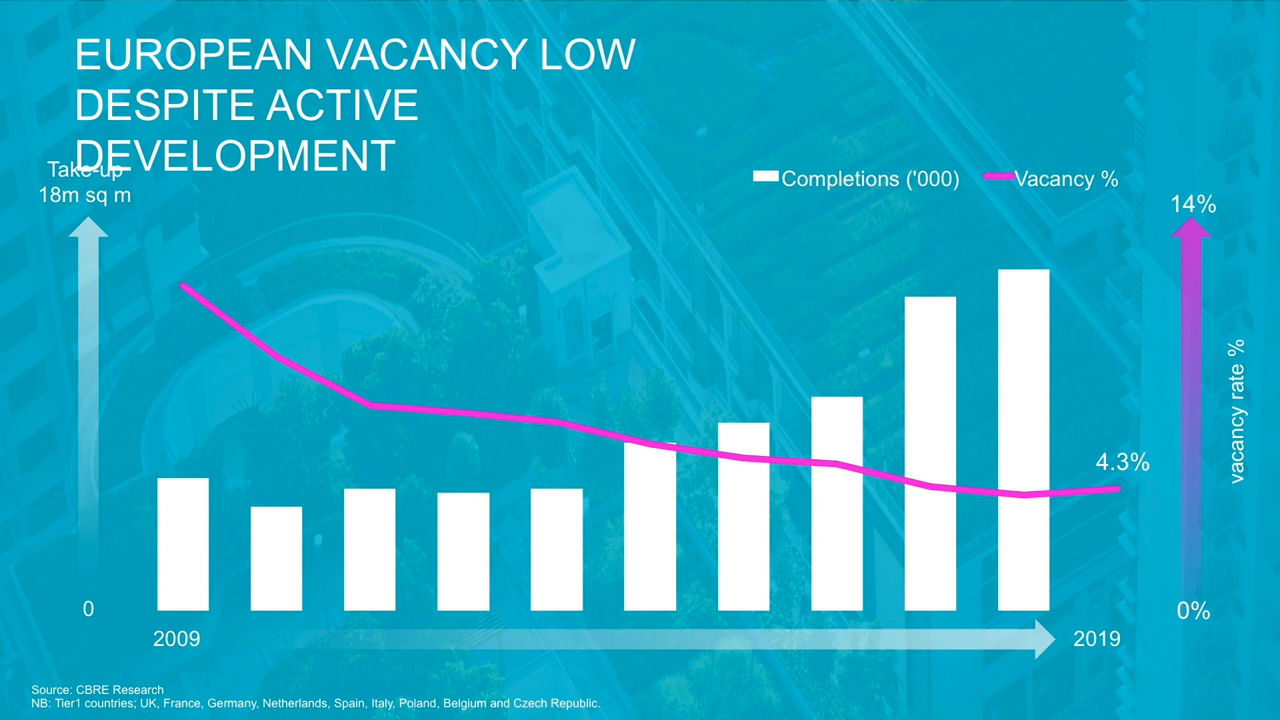 EUROPEAN VACANCY LOW
DESPITE ACTIVE
DEVELOPMENT
Take-up
18m sq m
Completions ('000)
Vacancy %
14%
vacancy rate %
4.3%
0
0%
2009
2019
Source: CBRE Research
NB: Tier1 countries; UK, France, Germany, Netherlands, Spain, Italy, Poland, Belgium and Czech Republic.